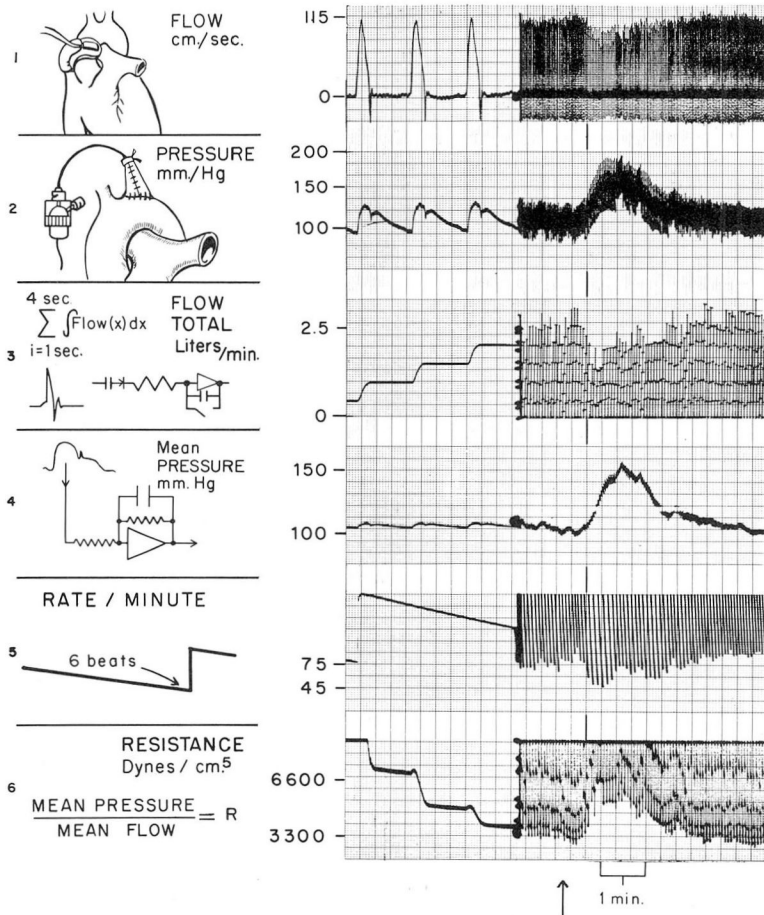 1
FLOW
cm./sec.
115
0
2
PRESSURE
mm./Hg
200
150
100
3
4 sec.
∑ ∫Flow(x)dx
i=1sec.
FLOW
TOTAL
Liters/min.
2.5
0
4
Mean
PRESSURE
mm. Hg
150
100
5
RATE / MINUTE
6 beats
75
45
6
RESISTANCE
Dynes / cm.5
MEAN PRESSURE
MEAN FLOW
= R
6600
3300
1 min.